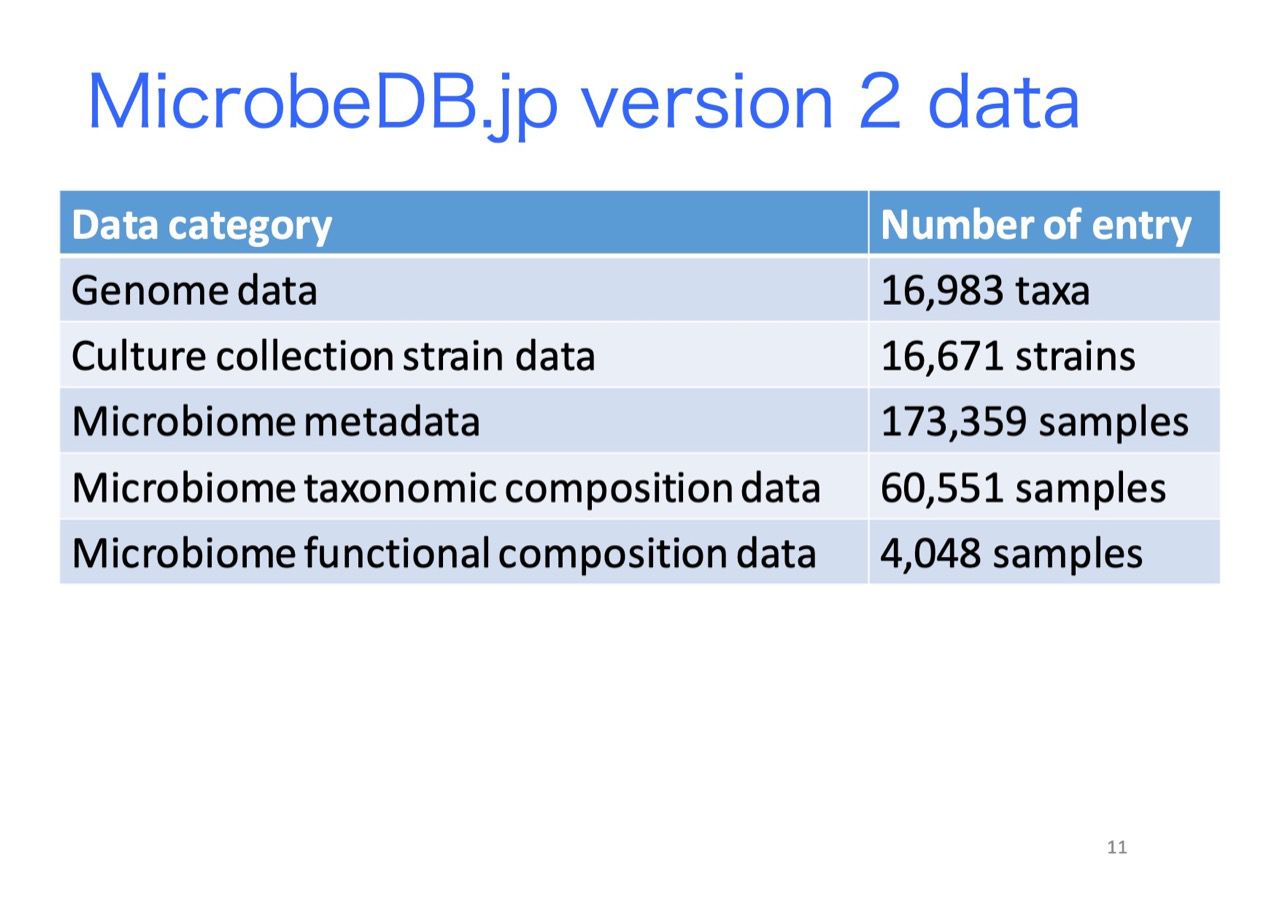 MicrobeDB.jp version 2 data
Data category Number of entry
Genome data 16,983 taxa
Culture collection strain data 16,671 strains
Microbiome metadata 173,359 samples
Microbiome taxonomic composition data 60,551 samples
Microbiome functional composition data 4,048 samples
11